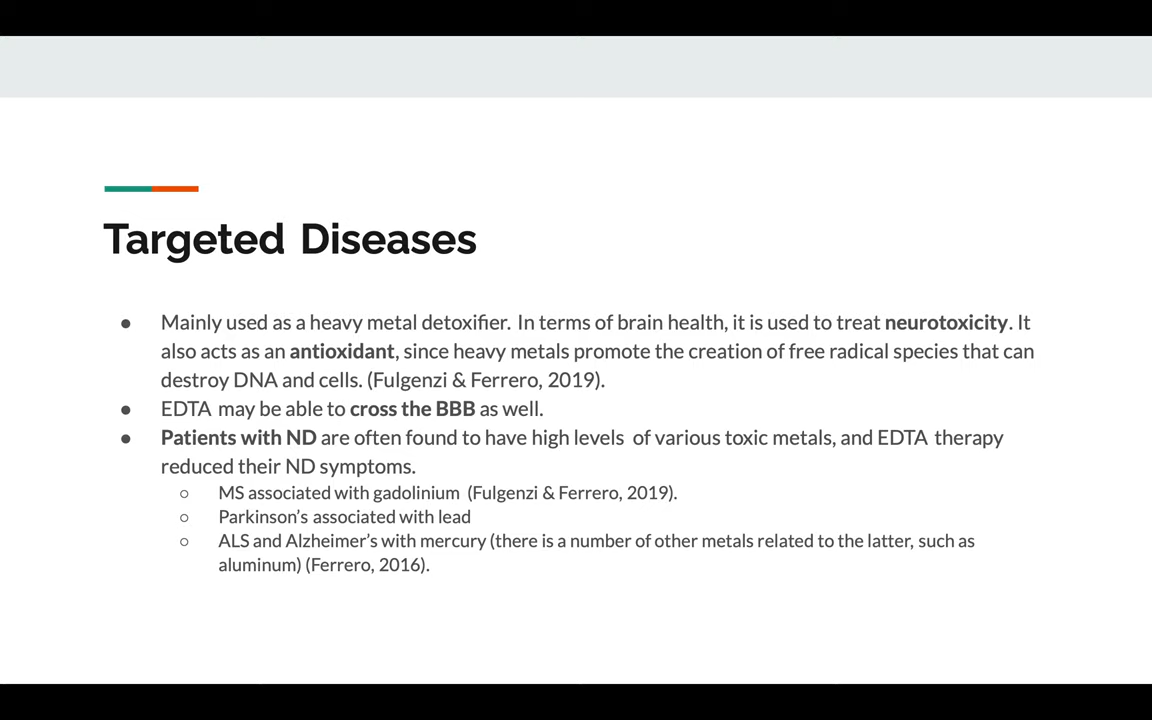 Targeted Diseases
● Mainly used as a heavy metal detoxifier. In terms of brain health, it is used to treat neurotoxicity. It
also acts as an antioxidant, since heavy metals promote the creation of free radical species that can
destroy DNA and cells. (Fulgenzi & Ferrero, 2019).
● EDTA may be able to cross the BBB as well.
● Patients with ND are often found to have high levels of various toxic metals, and EDTA therapy
reduced their ND symptoms.
○ MS associated with gadolinium (Fulgenzi & Ferrero, 2019).
○ Parkinson’s associated with lead
○ ALS and Alzheimer’s with mercury (there is a number of other metals related to the latter, such as
aluminum) (Ferrero, 2016).